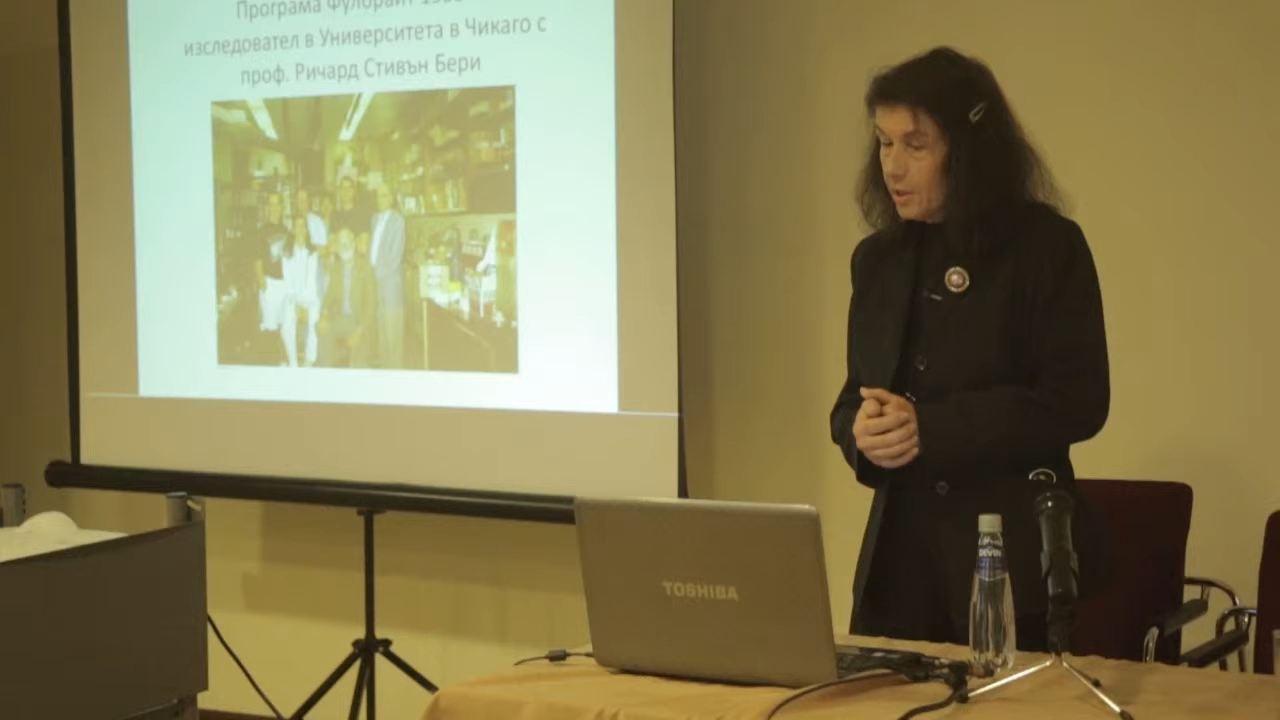 Програма Фулбрайт
изследовател в Университета в Чикаго с
проф. Ричард Стивън Бери
TOSHIBA
DEVIN